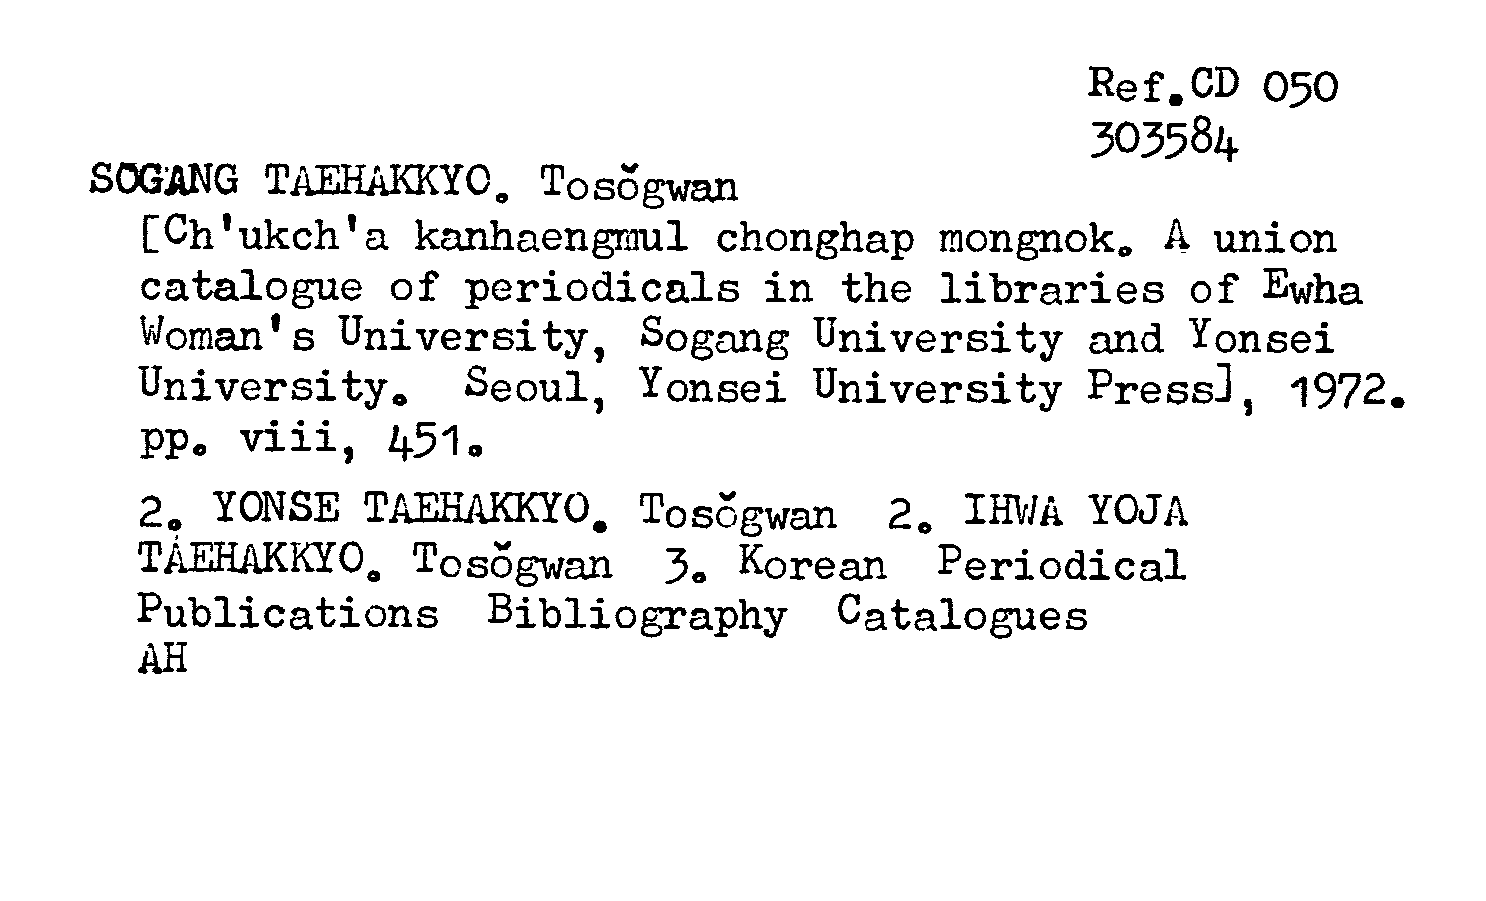 Ref.CD 050
303584
SOGANG TAEHAKKYO. Tosŏgwan
[Ch'ukch'a kanhaengmul chonghap mongnok. A union
catalogue of periodicals in the libraries of Ewha
Woman's University, Sogang University and Yonsei
University. Seoul, Yonsei University Press], 1972.
pp. viii, 451.
2. YONSE TAEHAKKYO. Tosŏgwan 2. IHWA YOJA
TAEHAKKYO. Tosŏgwan 3. Korean Periodical
Publications Bibliography Catalogues
AH